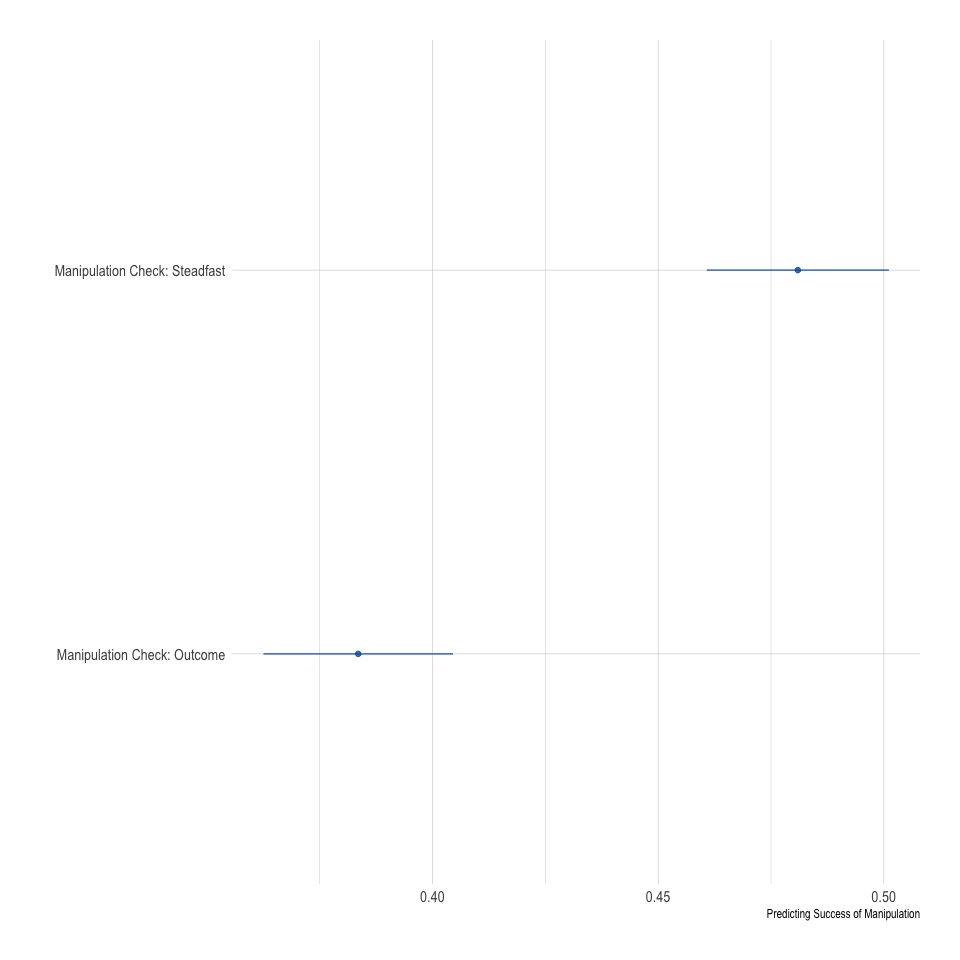 Manipulation Check: Steadfast
Manipulation Check: Outcome
0.40 0.45 0.50
Predicting Success of Manipulation